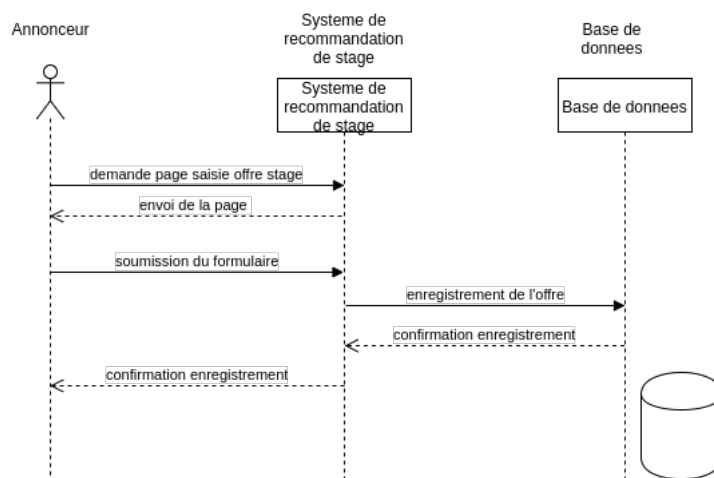 Annonceur
Systeme de
recommandation
de stage
Base de
donnees
Systeme de
recommandation
de stage
Base de donnees
demande page saisie offre stage
envoi de la page
soumission du formulaire
enregistrement de l'offre
confirmation enregistrement
confirmation enregistrement